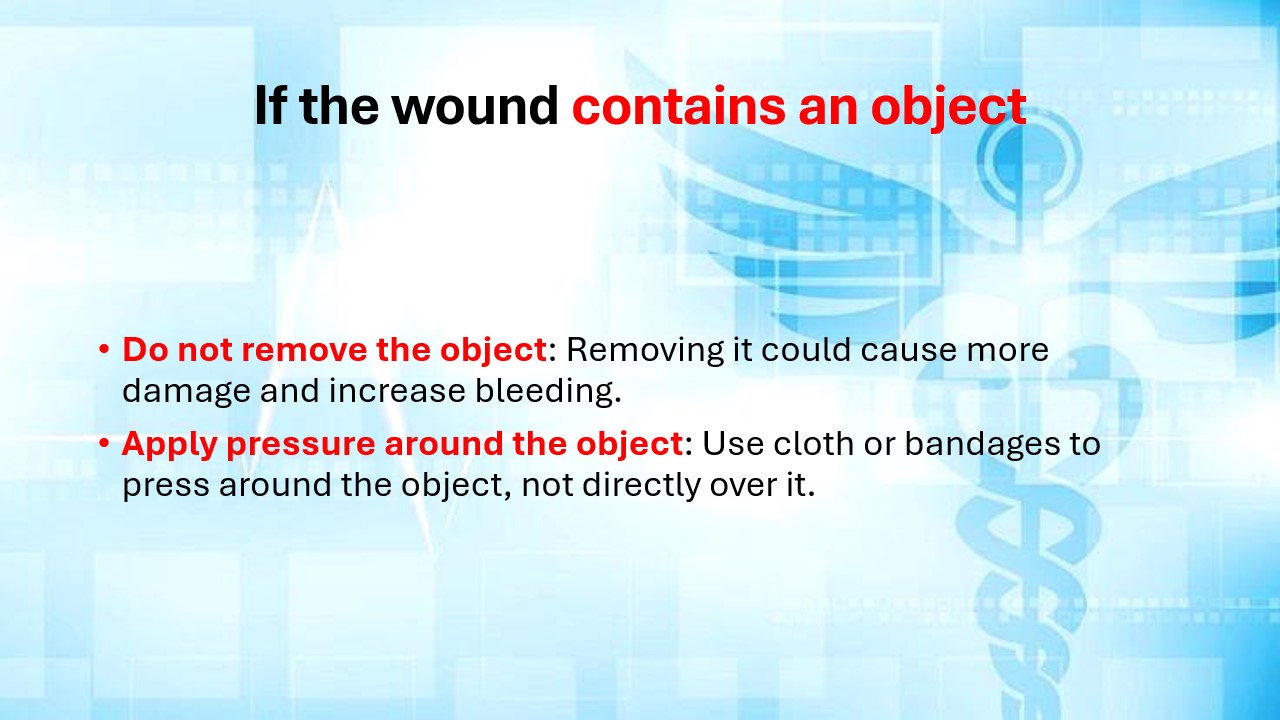 If the wound contains an object
• Do not remove the object: Removing it could cause more
damage and increase bleeding.
• Apply pressure around the object: Use cloth or bandages to
press around the object, not directly over it.